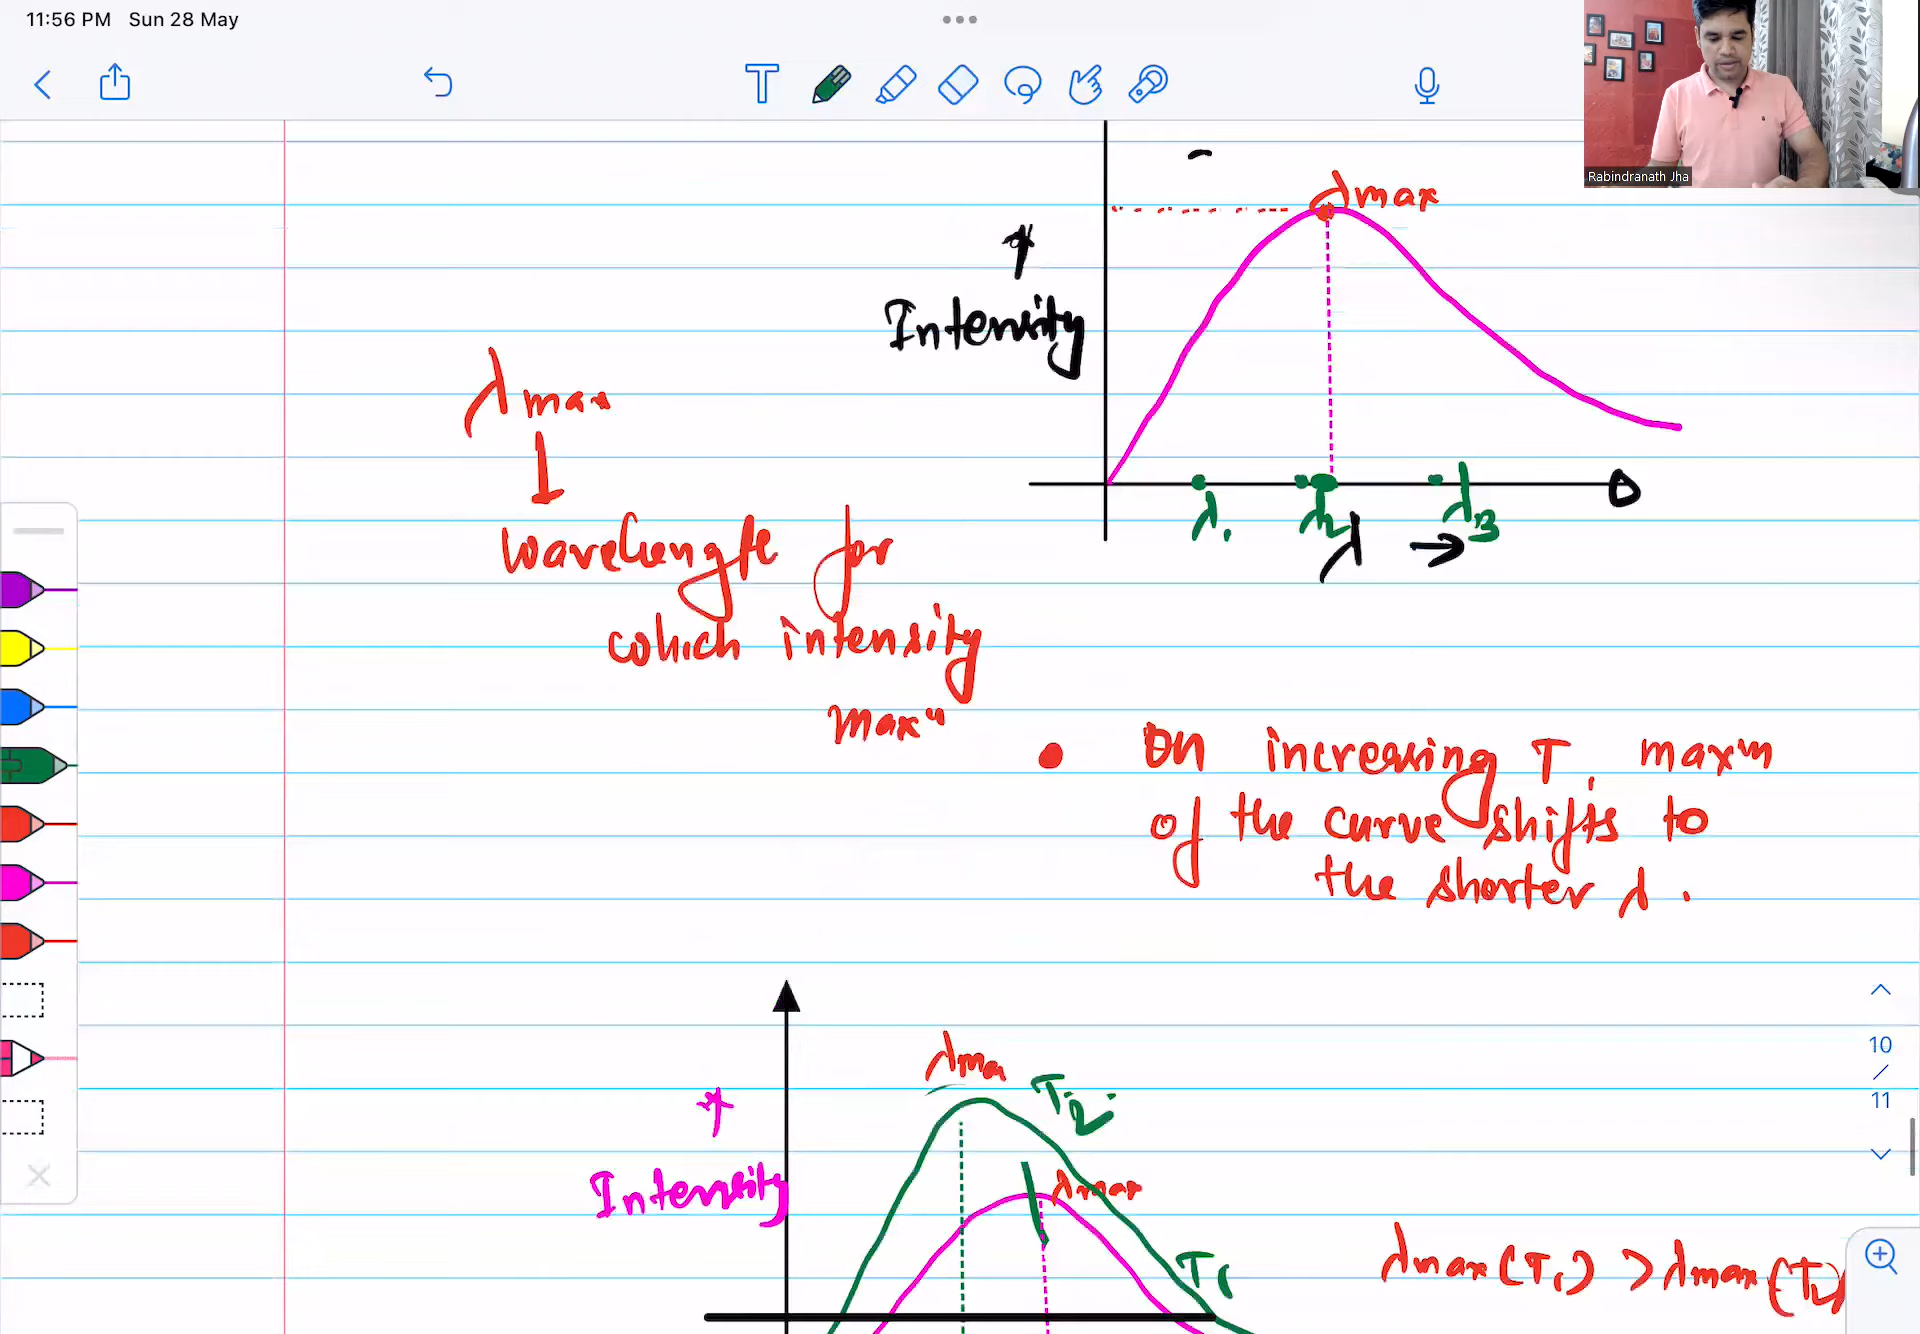 11:56 PM Sun 28 May
Rabindranath Jha
λmax
Intensity
λ1 λ2 λ3
λ →
λmax
wavelength for
which intensity
maxm
• On increasing T, maxm
of the curve shifts to
the shorter λ.
10
/
11
λmax
T2
Intensity
λmax
T1
λmax(T1) > λmax(T2)